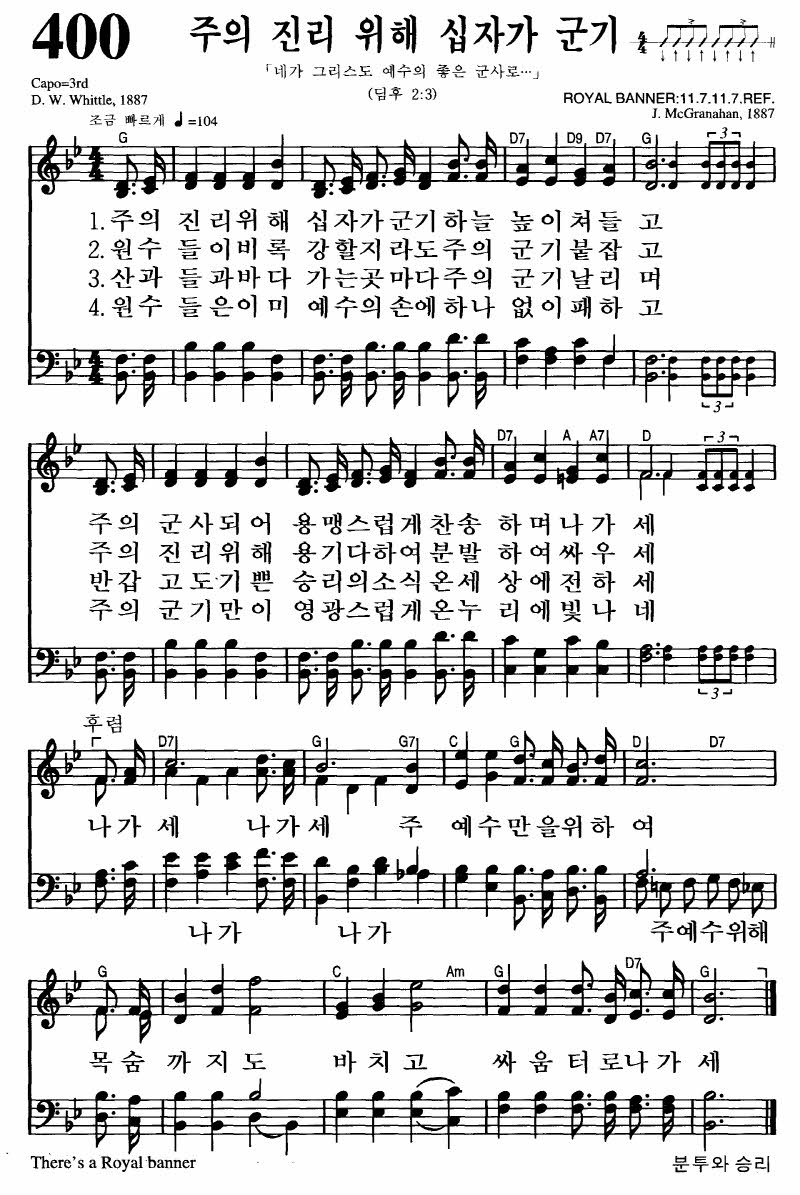 400 주의 진리 위해 십자가 군기
「네가 그리스도 예수의 좋은 군사로…」
(딤후 2:3)
Capo=3rd
D. W. Whittle, 1887
ROYAL BANNER:11.7.11.7.REF.
J. McGranahan, 1887
조금 빠르게 ♩=104
G D7 D9 D7 G
3
1.주의 진리위해 십자가군기하늘 높이쳐들고
2.원수 들이비록 강할지라도주의 군기붙잡고
3.산과 들과바다 가는곳마다주의 군기날리며
4.원수 들은이미 예수의손에하나 없이패하고
3
D7 A A7 D
3
주의 군사되어 용맹스럽게찬송 하며나가세
주의 진리위해 용기다하여분발 하여싸우세
반갑고도기쁜 승리의소식온세상에전하세
주의 군기만이 영광스럽게온누리에빛나네
3
후렴
D7 G G7 C G D D7
나가세 나가세 주 예수만을위하여
나가 나가 주예수위해
G C Am G D7 G
목숨까지도 바치고 싸움터로나가세
There's a Royal banner
분투와 승리